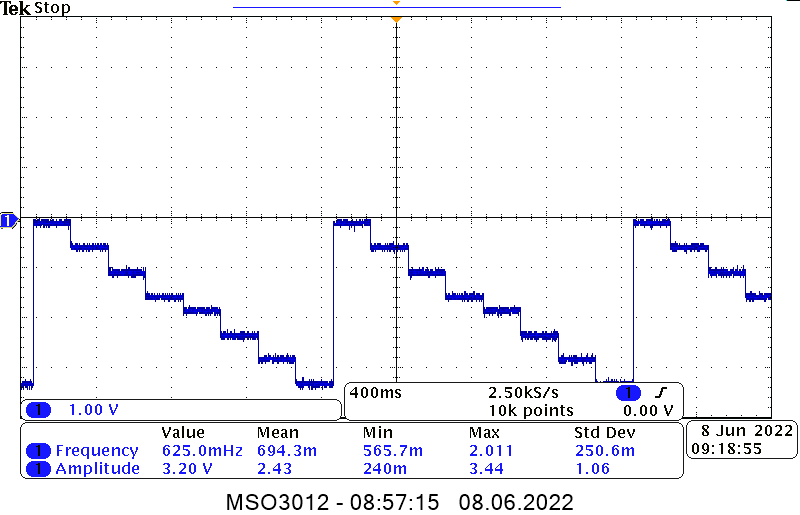 Tek Stop
1
1 1.00 V
400ms 2.50kS/s 1
10k points 0.00 V
Value Mean Min Max Std Dev
1 Frequency 625.0mHz 694.3m 565.7m 2.011 250.6m
1 Amplitude 3.20 V 2.43 240m 3.44 1.06
8 Jun 2022
09:18:55
MSO3012 - 08:57:15 08.06.2022